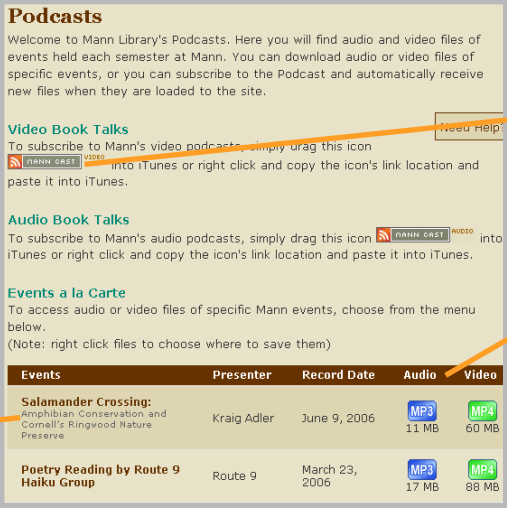 Podcasts
Welcome to Mann Library's Podcasts. Here you will find audio and video files of
events held each semester at Mann. You can download audio or video files of
specific events, or you can subscribe to the Podcast and automatically receive
new files when they are loaded to the site.
Need Help?
Video Book Talks
To subscribe to Mann's video podcasts, simply drag this icon
MANN CAST VIDEO into iTunes or right click and copy the icon's link location and
paste it into iTunes.
Audio Book Talks
To subscribe to Mann's audio podcasts, simply drag this icon MANN CAST AUDIO into
iTunes or right click and copy the icon's link location and paste it into iTunes.
Events a la Carte
To access audio or video files of specific Mann events, choose from the menu
below.
(Note: right click files to choose where to save them)
Events Presenter Record Date Audio Video
Salamander Crossing:
Amphibian Conservation and
Cornell's Ringwood Nature
Preserve
Kraig Adler June 9, 2006 MP3 MP4
11 MB 60 MB
Poetry Reading by Route 9
Haiku Group
Route 9 March 23,
2006
MP3 MP4
17 MB 88 MB